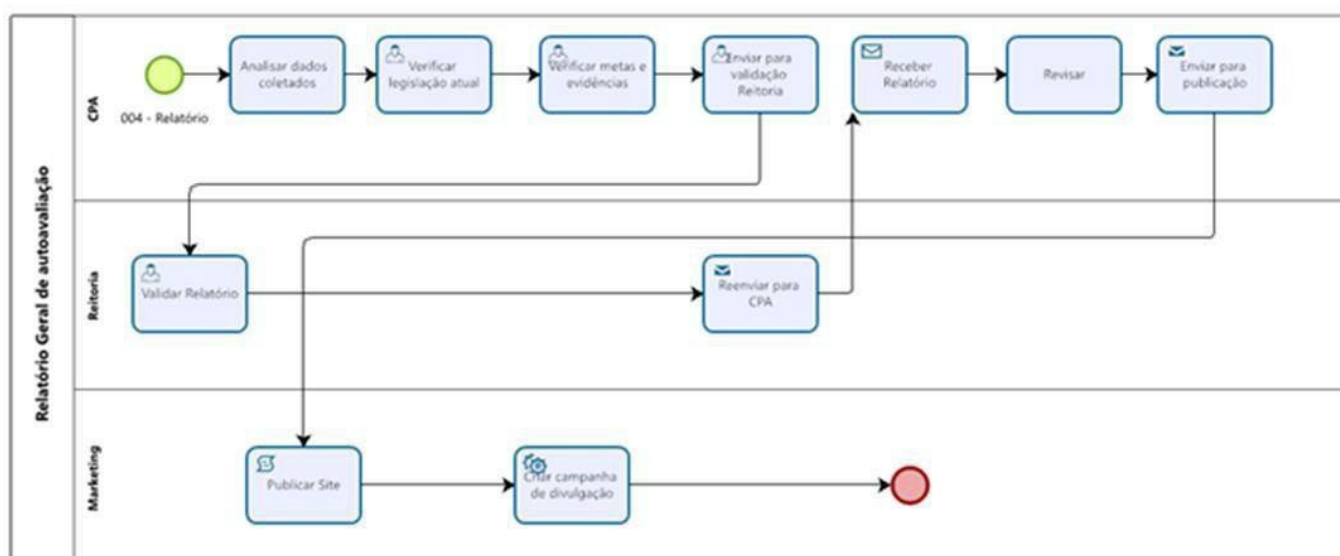 Relatório Geral de autoavaliação
CPA
004 - Relatório
Analisar dados
coletados
Verificar
legislação atual
Verificar metas e
evidências
Enviar para
validação
Reitoria
Receber
Relatório
Revisar
Enviar para
publicação
Reitoria
Validar Relatório
Reenviar para
CPA
Marketing
Publicar Site
Criar campanha
de divulgação